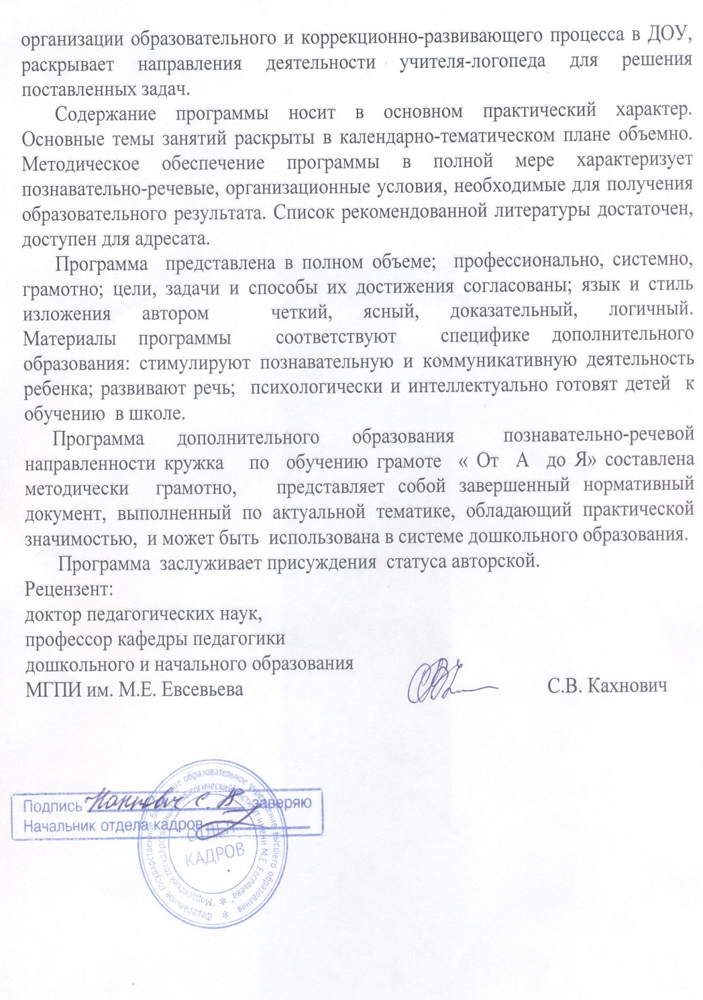 организации образовательного и коррекционно-развивающего процесса в ДОУ,
раскрывает направления деятельности учителя-логопеда для решения
поставленных задач.
Содержание программы носит в основном практический характер.
Основные темы занятий раскрыты в календарно-тематическом плане объемно.
Методическое обеспечение программы в полной мере характеризует
познавательно-речевые, организационные условия, необходимые для получения
образовательного результата. Список рекомендованной литературы достаточен,
доступен для адресата.
Программа представлена в полном объеме; профессионально, системно,
грамотно; цели, задачи и способы их достижения согласованы; язык и стиль
изложения автором четкий, ясный, доказательный, логичный.
Материалы программы соответствуют специфике дополнительного
образования: стимулируют познавательную и коммуникативную деятельность
ребенка; развивают речь; психологически и интеллектуально готовят детей к
обучению в школе.
Программа дополнительного образования познавательно-речевой
направленности кружка по обучению грамоте « От А до Я» составлена
методически грамотно, представляет собой завершенный нормативный
документ, выполненный по актуальной тематике, обладающий практической
значимостью, и может быть использована в системе дошкольного образования.
Программа заслуживает присуждения статуса авторской.
Рецензент:
доктор педагогических наук,
профессор кафедры педагогики
дошкольного и начального образования
МГПИ им. М.Е. Евсевьева С.В. Кахнович
Подпись Кахнович С. В. заверяю
Начальник отдела кадров
ОТДЕЛ
КАДРОВ
Федеральное государственное бюджетное образовательное учреждение высшего образования
"Мордовский государственный педагогический институт имени М.Е. Евсевьева"